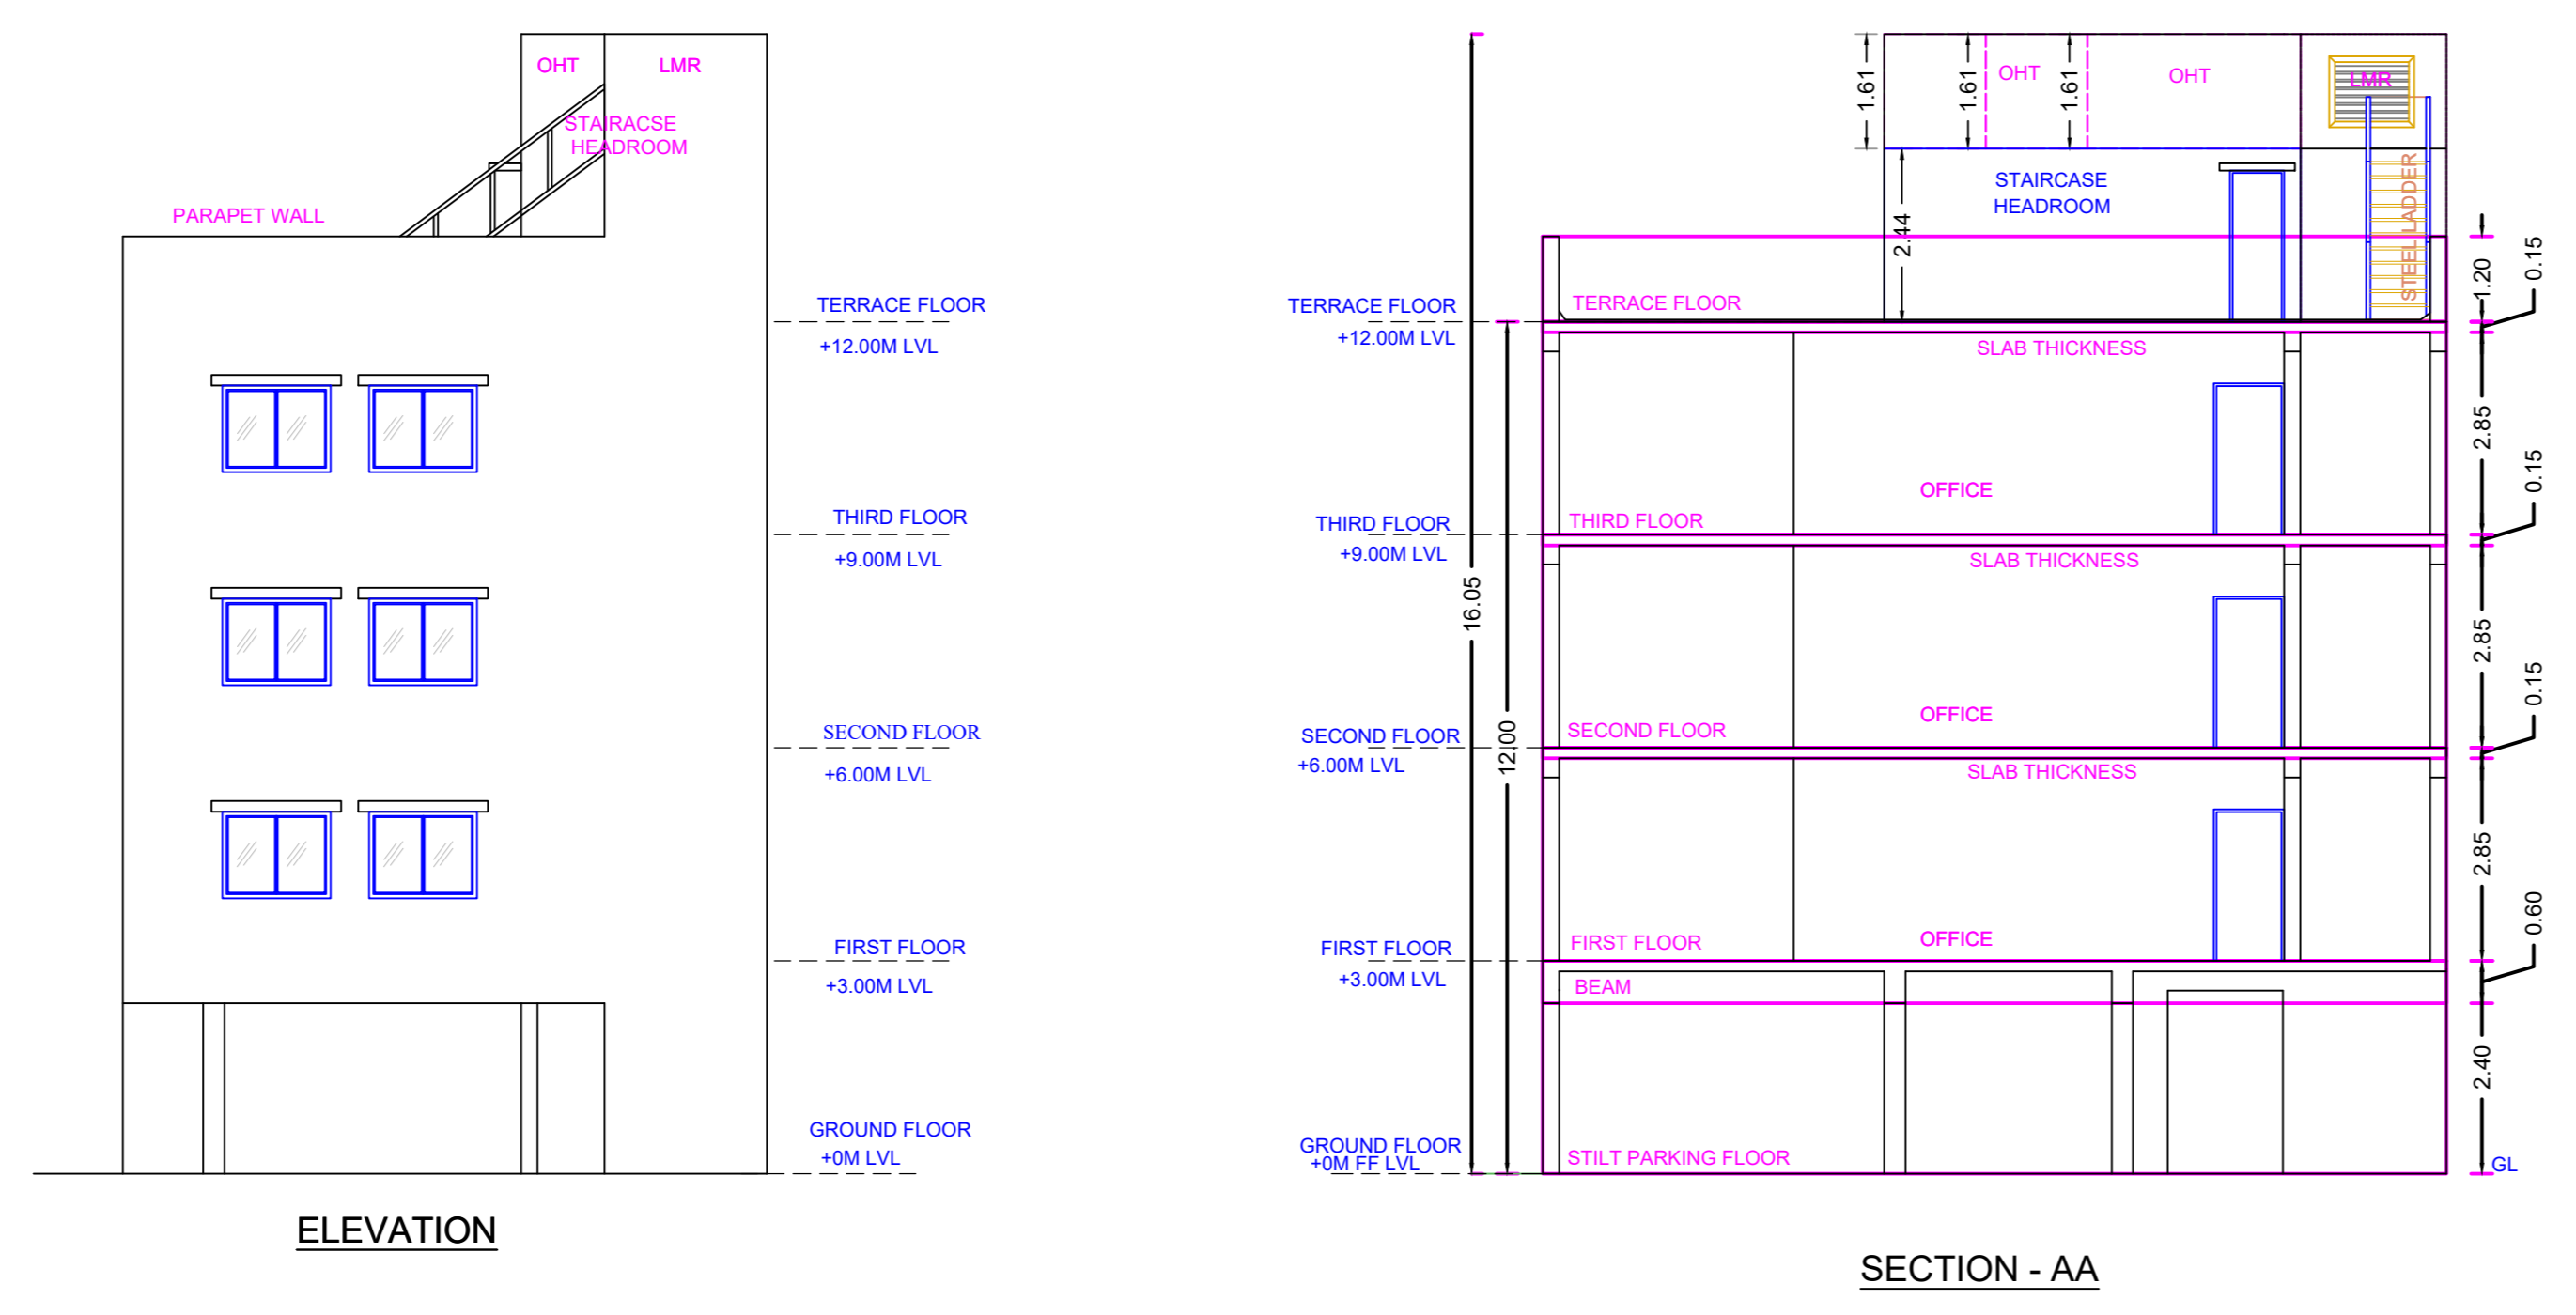 OHT
LMR
STAIRACSE
HEADROOM
PARAPET WALL
TERRACE FLOOR
+12.00M LVL
THIRD FLOOR
+9.00M LVL
SECOND FLOOR
+6.00M LVL
FIRST FLOOR
+3.00M LVL
GROUND FLOOR
+0M LVL
ELEVATION
1.61
1.61
OHT
1.61
OHT
LMR
STAIRCASE
HEADROOM
2.44
STEEL LADDER
TERRACE FLOOR
+12.00M LVL
TERRACE FLOOR
SLAB THICKNESS
1.20
0.15
2.85
OFFICE
THIRD FLOOR
+9.00M LVL
THIRD FLOOR
SLAB THICKNESS
0.15
16.05
2.85
OFFICE
12.00
SECOND FLOOR
+6.00M LVL
SECOND FLOOR
SLAB THICKNESS
0.15
2.85
OFFICE
FIRST FLOOR
+3.00M LVL
FIRST FLOOR
BEAM
0.60
2.40
GROUND FLOOR
+0M FF LVL
STILT PARKING FLOOR
GL
SECTION - AA